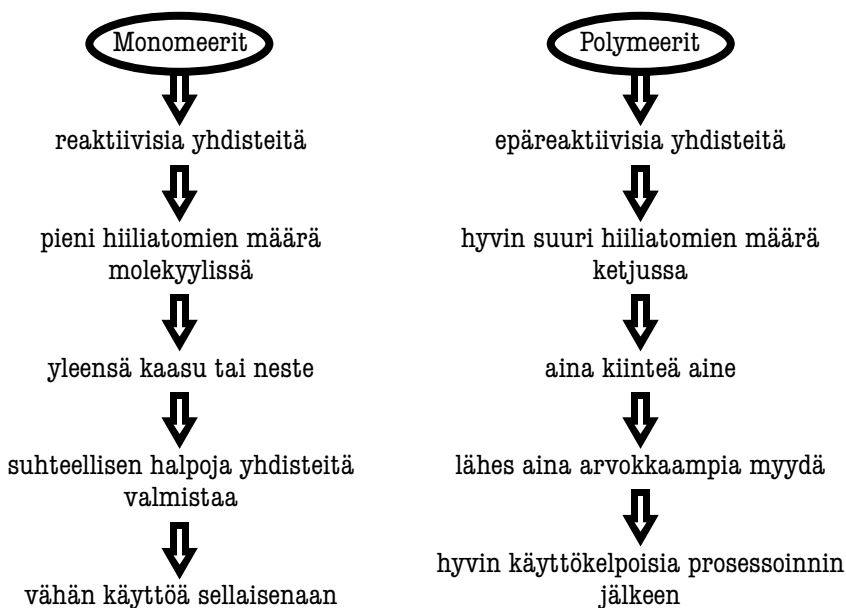 Monomeerit
reaktiivisia yhdisteitä
pieni hiiliatomien määrä
molekyylissä
yleensä kaasu tai neste
suhteellisen halpoja yhdisteitä
valmistaa
vähän käyttöä sellaisenaan
Polymeerit
epäreaktiivisia yhdisteitä
hyvin suuri hiiliatomien määrä
ketjussa
aina kiinteä aine
lähes aina arvokkaampia myydä
hyvin käyttökelpoisia prosessoinnin
jälkeen